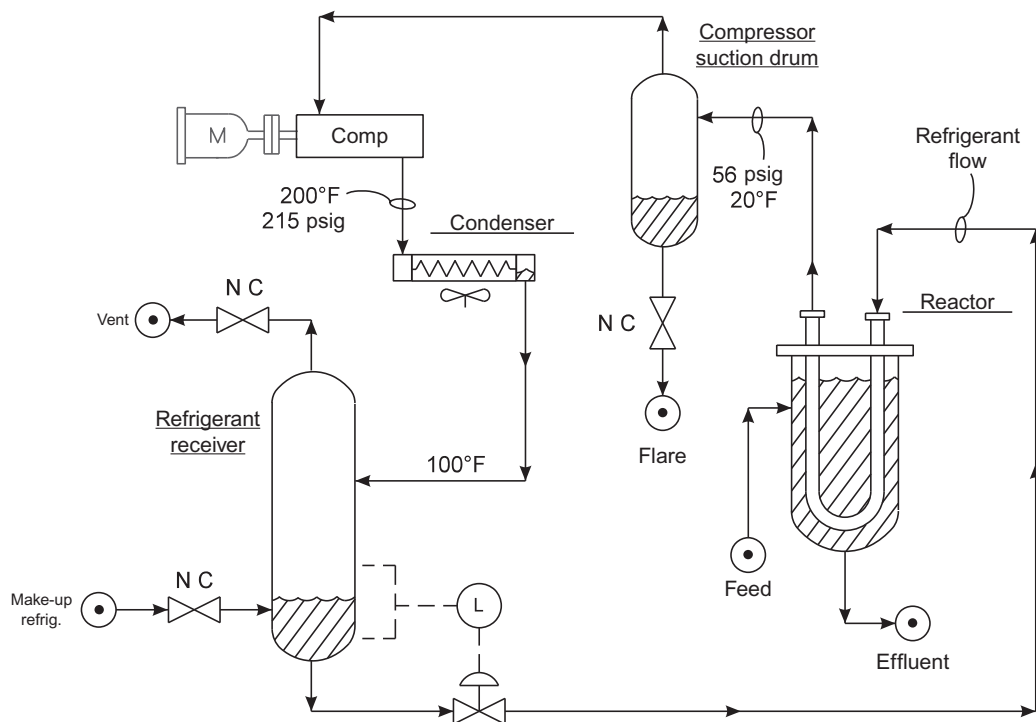 Compressor
suction drum
M
Comp
Refrigerant
flow
56 psig
20°F
200°F
215 psig
Condenser
N C
Vent
N C
Reactor
Refrigerant
receiver
Flare
100°F
Feed
N C
Make-up
refrig.
L
Effluent